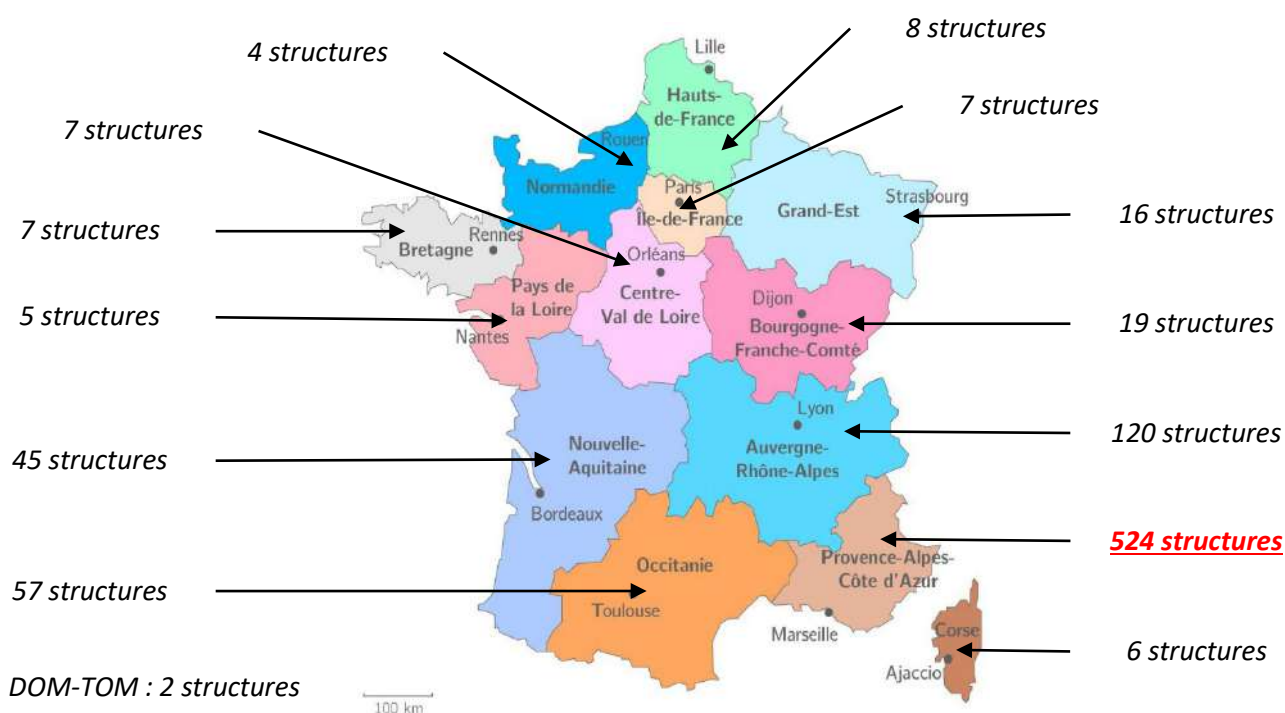 8 structures
4 structures
Lille
Hauts-
de-France
7 structures
7 structures
Rouen
Normandie
Paris
Île-de-France
Strasbourg
Grand-Est
16 structures
7 structures
Rennes
Bretagne
Orléans
Pays de
la Loire
Centre-
Val de Loire
Dijon
Bourgogne-
Franche-Comté
5 structures
Nantes
19 structures
Lyon
Auvergne-
Rhône-Alpes
120 structures
Nouvelle-
Aquitaine
45 structures
Bordeaux
524 structures
Provence-Alpes-
Côte d'Azur
Occitanie
57 structures
Toulouse
Marseille
Corse
Ajaccio
6 structures
DOM-TOM : 2 structures
100 km